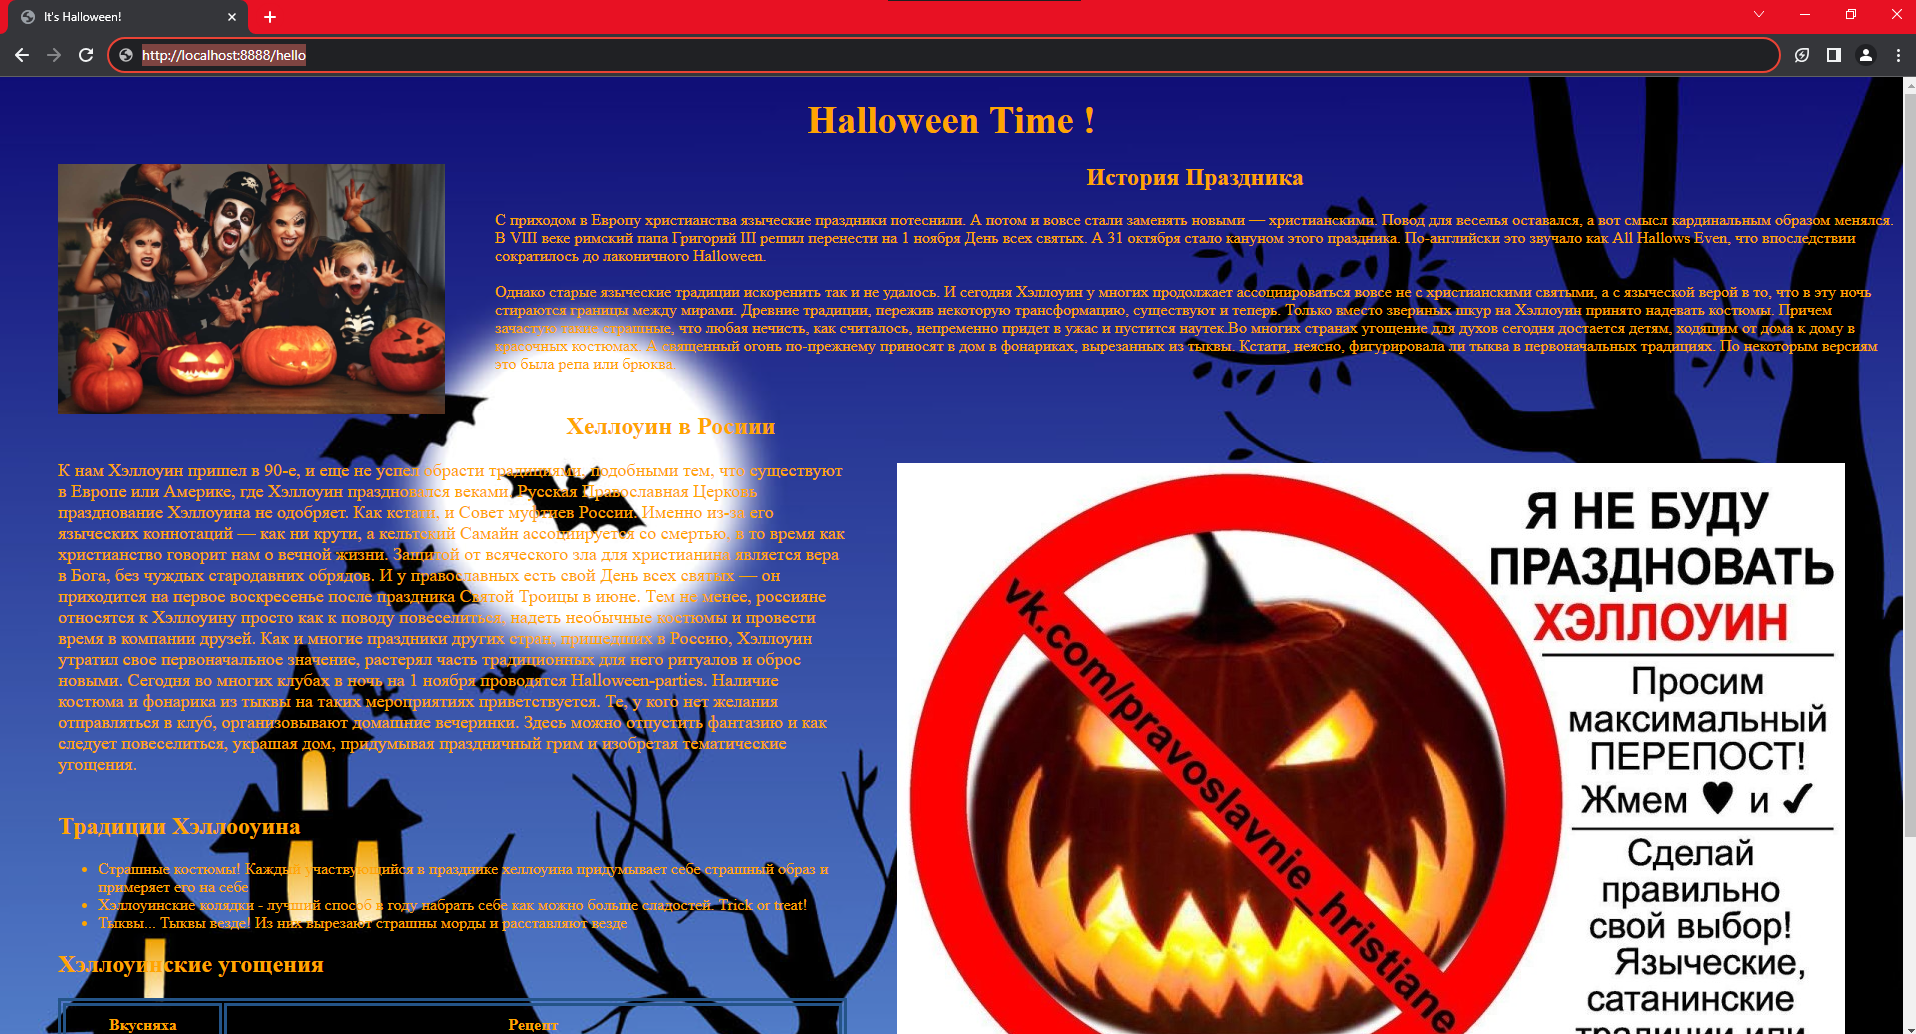 It's Halloween!
http://localhost:8888/hello
Halloween Time !
История Праздника
С приходом в Европу христианства языческие праздники потеснили. А потом и вовсе стали заменять новыми — христианскими. Повод для веселья оставался, а вот смысл кардинальным образом менялся.
В VIII веке римский папа Григорий III решил перенести на 1 ноября День всех святых. А 31 октября стало кануном этого праздника. По-английски это звучало как All Hallows Even, что впоследствии
сократилось до лаконичного Halloween.
Однако старые языческие традиции искоренить так и не удалось. И сегодня Хэллоуин у многих продолжает ассоциироваться вовсе не с христианскими святыми, а с языческой верой в то, что в эту ночь
стираются границы между мирами. Древние традиции, пережив некоторую трансформацию, существуют и теперь. Только вместо звериных шкур на Хэллоуин принято надевать костюмы. Причем
зачастую такие страшные, что любая нечисть, как считалось, непременно придет в ужас и пустится наутек.Во многих странах угощение для духов сегодня достается детям, ходящим от дома к дому в
красочных костюмах. А священный огонь по-прежнему приносят в дом в фонариках, вырезанных из тыквы. Кстати, неясно, фигурировала ли тыква в первоначальных традициях. По некоторым версиям
это была репа или брюква.
Хеллоуин в Росиии
К нам Хэллоуин пришел в 90-е, и еще не успел обрасти традициями, подобными тем, что существуют
в Европе или Америке, где Хэллоуин праздновался веками. Русская Православная Церковь
празднование Хэллоуина не одобряет. Как кстати, и Совет муфтиев России. Именно из-за его
языческих коннотаций — как ни крути, а кельтский Самайн ассоциируется со смертью, в то время как
христианство говорит нам о вечной жизни. Защитой от всяческого зла для христианина является вера
в Бога, без чуждых стародавних обрядов. И у православных есть свой День всех святых — он
приходится на первое воскресенье после праздника Святой Троицы в июне. Тем не менее, россияне
относятся к Хэллоуину просто как к поводу повеселиться, надеть необычные костюмы и провести
время в компании друзей. Как и многие праздники других стран, пришедших в Россию, Хэллоуин
утратил свое первоначальное значение, растерял часть традиционных для него ритуалов и оброс
новыми. Сегодня во многих клубах в ночь на 1 ноября проводятся Halloween-parties. Наличие
костюма и фонарика из тыквы на таких мероприятиях приветствуется. Те, у кого нет желания
отправляться в клуб, организовывают домашние вечеринки. Здесь можно отпустить фантазию и как
следует повеселиться, украшая дом, придумывая праздничный грим и изобретая тематические
угощения.
Традиции Хэллооуина
Страшные костюмы! Каждый участвующийся в празднике хеллоуина придумывает себе страшный образ и
примеряет его на себе
Хэллоуинские колядки - лучший способ в году набрать себе как можно больше сладостей. Trick or treat!
Тыквы... Тыквы везде! Из них вырезают страшны морды и расставляют везде
Хэллоуинские угощения
Вкусняха Рецепт
vk.com/pravoslavnie_hristiane
Я НЕ БУДУ
ПРАЗДНОВАТЬ
ХЭЛЛОУИН
Просим
максимальный
ПЕРЕПОСТ!
Жмем ♥ и ✓
Сделай
правильно
свой выбор!
Языческие,
сатанинские
традиции или